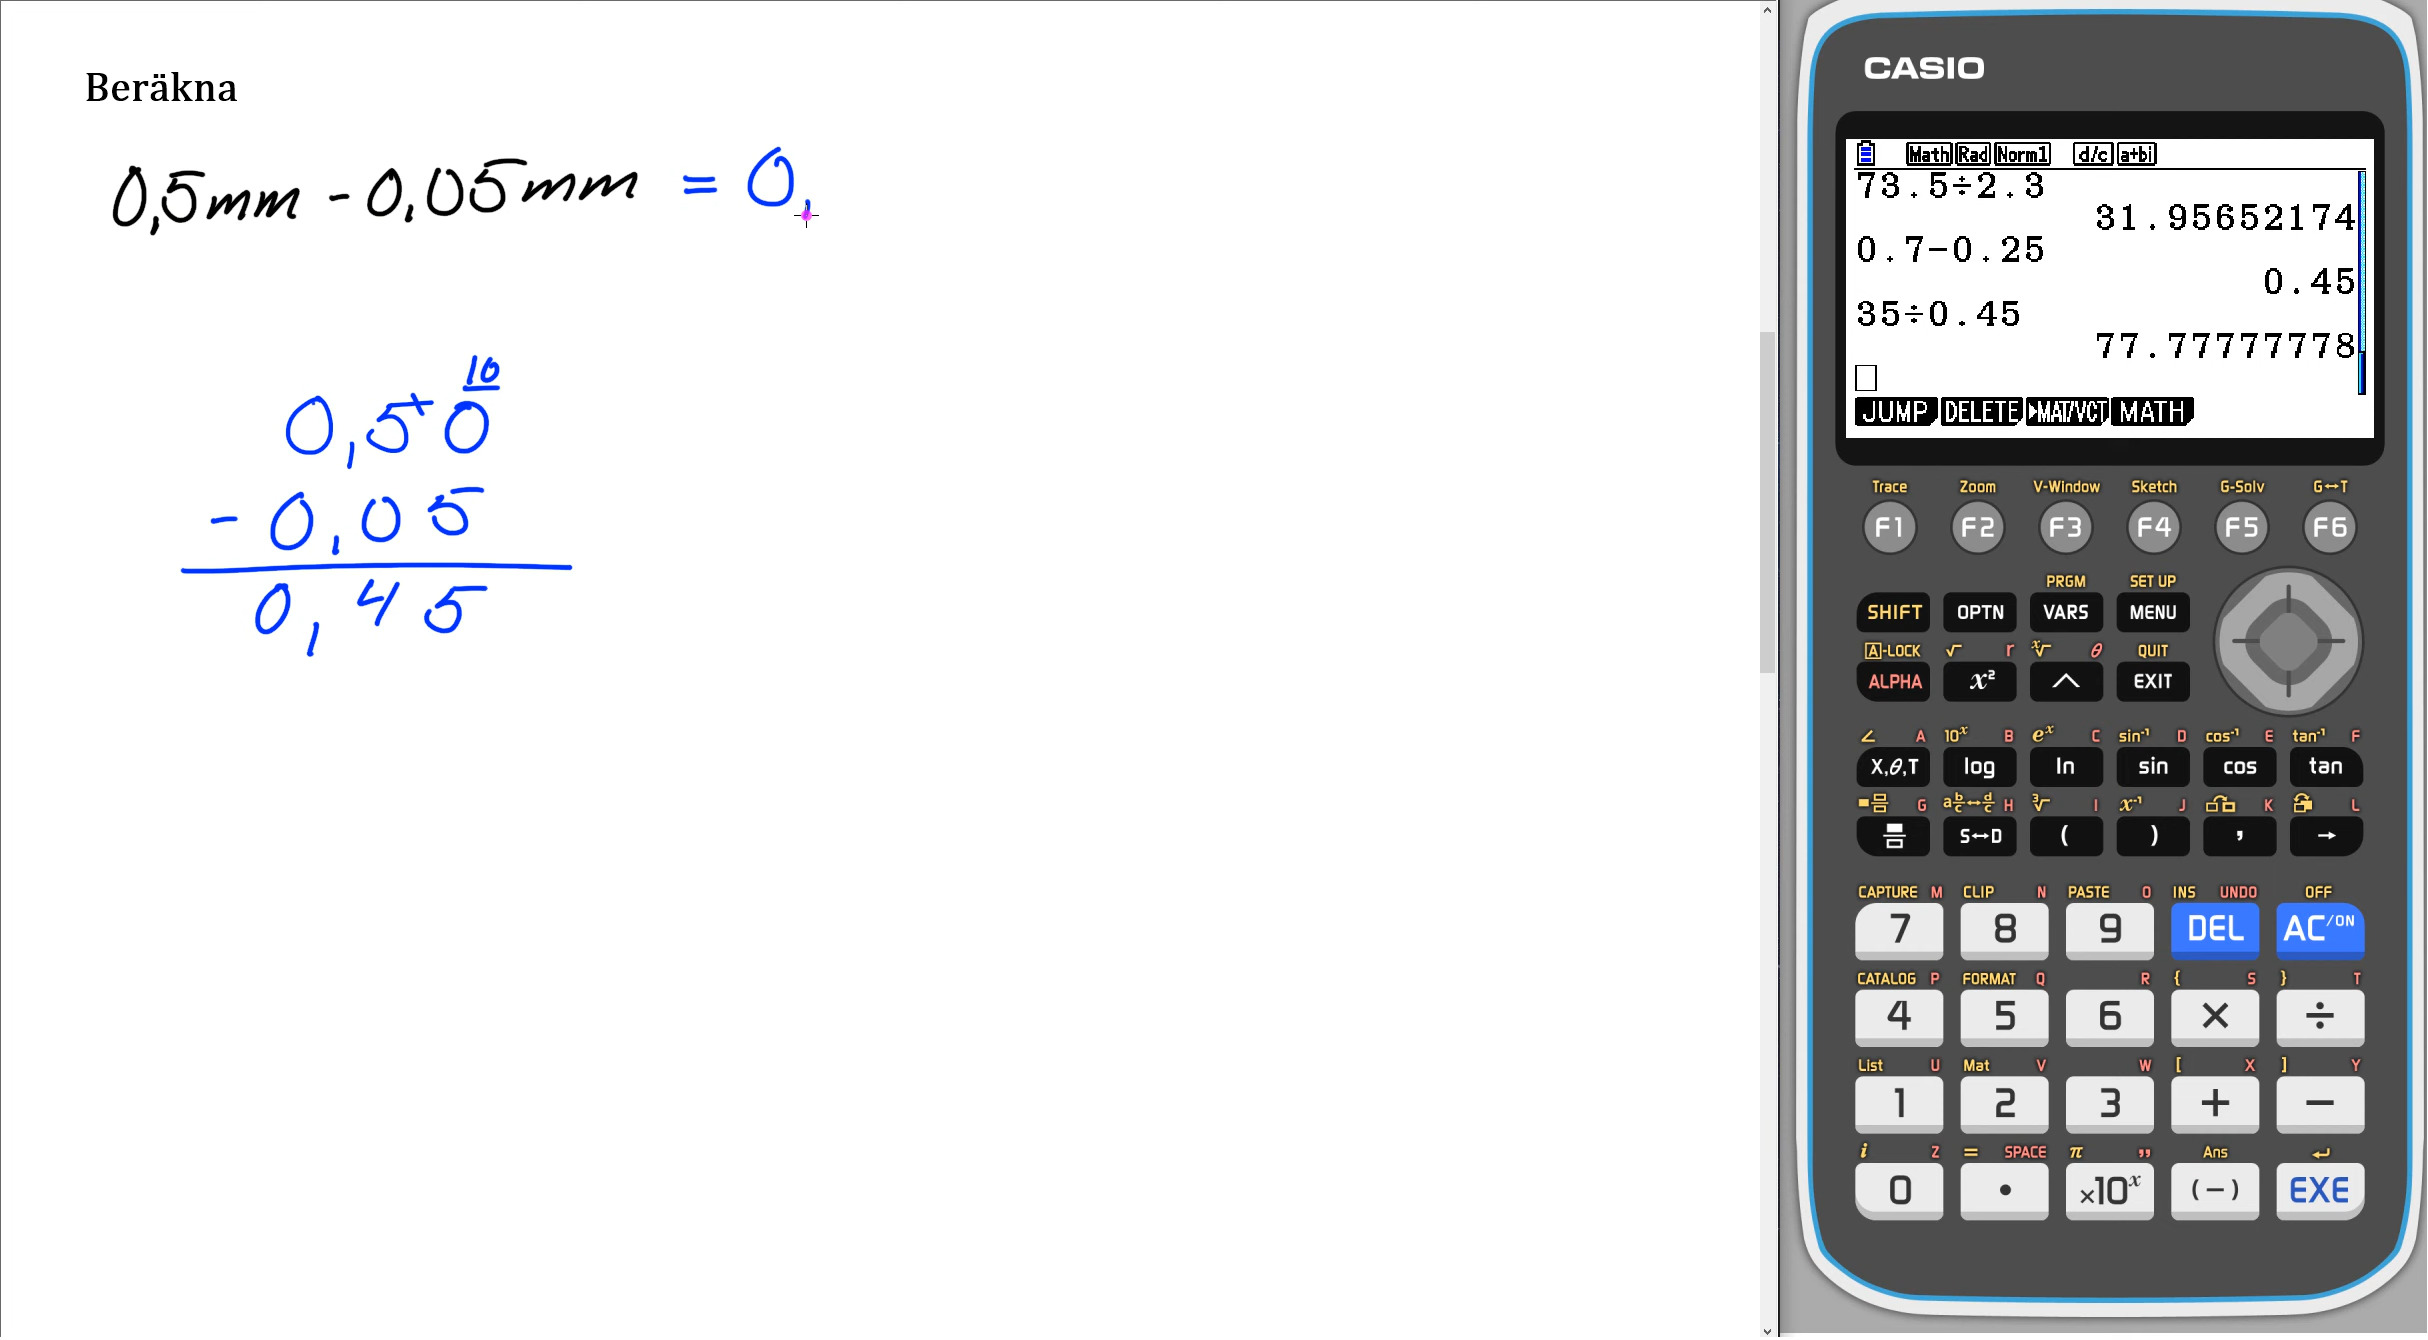 Beräkna
0,5mm - 0,05mm = 0,
10
0,50
- 0,05
0,45
CASIO
Math Rad Norm1 d/c a+bi
73.5÷2.3
31.95652174
0.7-0.25
0.45
35÷0.45
77.77777778
JUMP DELETE ▶MAT/VCT MATH
Trace Zoom V-Window Sketch G-Solv G↔T
F1 F2 F3 F4 F5 F6
PRGM SET UP
SHIFT OPTN VARS MENU
A-LOCK √ r ˣ√ θ QUIT
ALPHA x² ^ EXIT
∠ A 10ˣ B eˣ C sin⁻¹ D cos⁻¹ E tan⁻¹ F
X,θ,T log ln sin cos tan
G a b/c↔d/c H ³√ I x⁻¹ J K L
S↔D ( ) , →
CAPTURE M CLIP N PASTE O INS UNDO OFF
7 8 9 DEL AC/ON
CATALOG P FORMAT Q R { S } T
4 5 6 × ÷
List U Mat V W [ X ] Y
1 2 3 + −
i Z = SPACE π " Ans ↵
0 • ×10ˣ (−) EXE